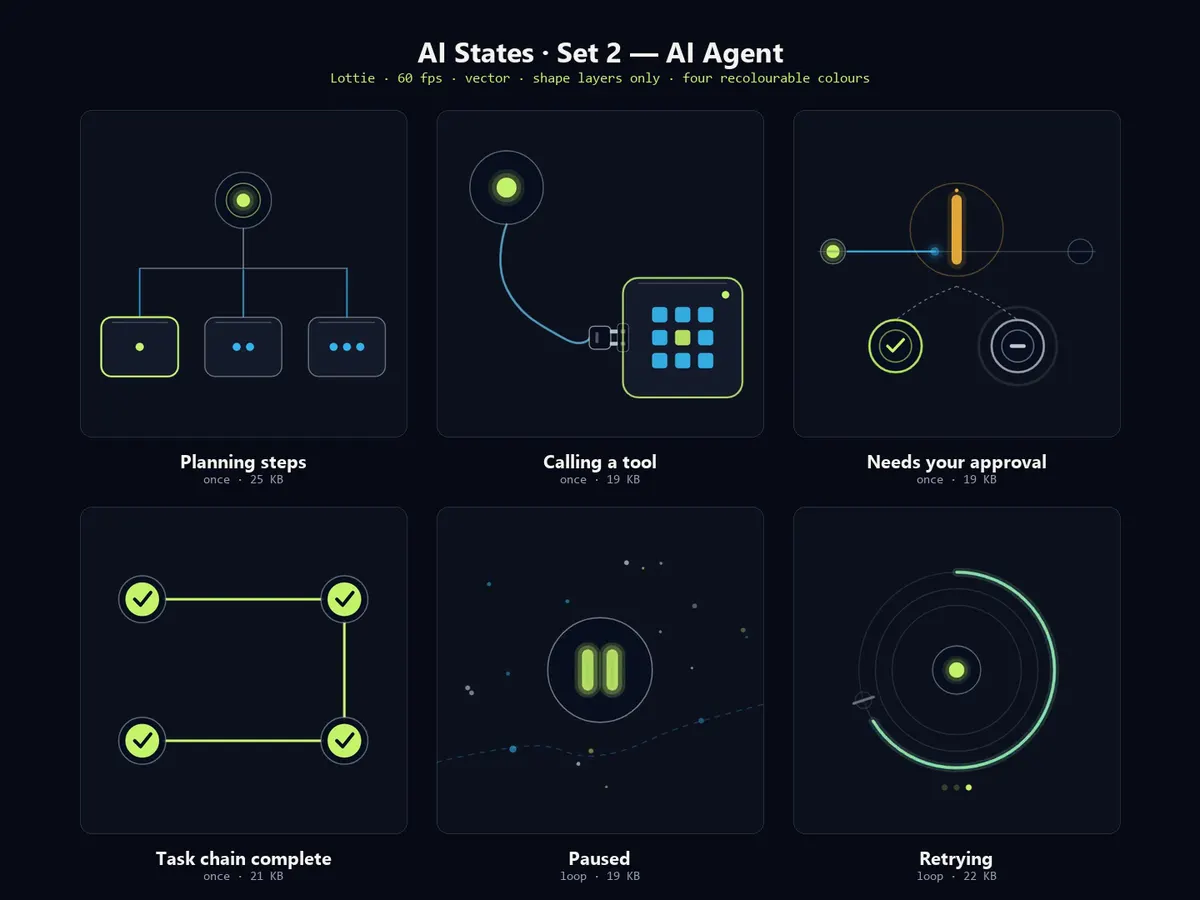 AI States · Set 2 — AI Agent
Lottie · 60 fps · vector · shape layers only · four recolourable colours
Planning steps
once · 25 KB
Calling a tool
once · 19 KB
Needs your approval
once · 19 KB
Task chain complete
once · 21 KB
Paused
loop · 19 KB
Retrying
loop · 22 KB